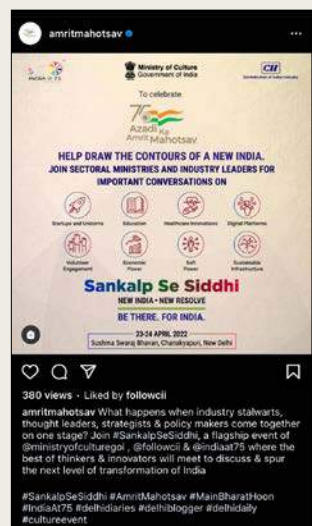 amritmahotsav
Ministry of Culture
Government of India
CII
To celebrate
75
Azadi Ka
Amrit Mahotsav
HELP DRAW THE CONTOURS OF A NEW INDIA.
JOIN SECTORAL MINISTRIES AND INDUSTRY LEADERS FOR
IMPORTANT CONVERSATIONS ON
Startups and Unicorns
Education
Healthcare Innovations
Digital Platforms
Volunteer
Engagement
Economic
Power
Soft
Power
Sustainable
Infrastructure
Sankalp Se Siddhi
NEW INDIA • NEW RESOLVE
BE THERE. FOR INDIA.
23-24 APRIL 2022
Sushma Swaraj Bhavan, Chanakyapuri, New Delhi
380 views · Liked by followcii
amritmahotsav What happens when industry stalwarts,
thought leaders, strategists & policy makers come together
on one stage? Join #SankalpSeSiddhi, a flagship event of
@ministryofculturegoi , @followcii & @indiaat75 where the
best of thinkers & innovators will meet to discuss & spur
the next level of transformation of India
#SankalpSeSiddhi #AmritMahotsav #MainBharatHoon
#IndiaAt75 #delhidiaries #delhiblogger #delhidaily
#cultureevent